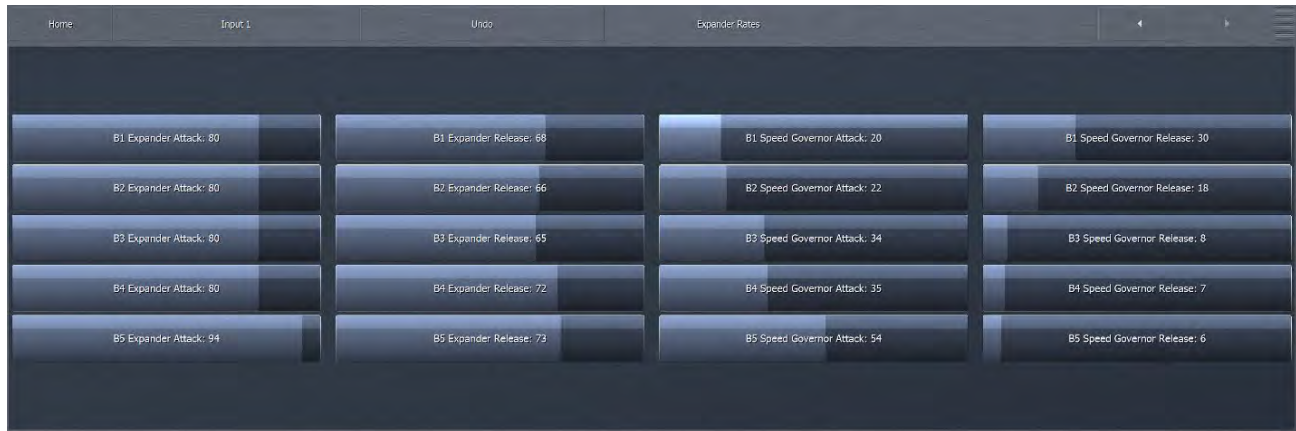 Home Input 1 Undo Expander Rates
B1 Expander Attack: 80 B1 Expander Release: 68 B1 Speed Governor Attack: 20 B1 Speed Governor Release: 30
B2 Expander Attack: 80 B2 Expander Release: 66 B2 Speed Governor Attack: 22 B2 Speed Governor Release: 18
B3 Expander Attack: 80 B3 Expander Release: 65 B3 Speed Governor Attack: 34 B3 Speed Governor Release: 8
B4 Expander Attack: 80 B4 Expander Release: 72 B4 Speed Governor Attack: 35 B4 Speed Governor Release: 7
B5 Expander Attack: 94 B5 Expander Release: 73 B5 Speed Governor Attack: 54 B5 Speed Governor Release: 6